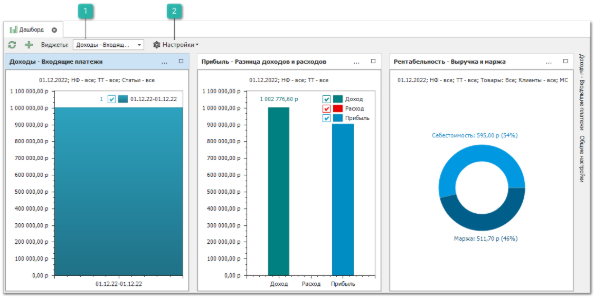 1
2
Дашборд
Виджеты: Доходы - Входящ... Настройки
Доходы - Входящие платежи ...
01.12.2022; НФ - все; ТТ - все; Статьи - все
1 01.12.22-01.12.22
1 100 000,00 р
1 000 000,00 р
900 000,00 р
800 000,00 р
700 000,00 р
600 000,00 р
500 000,00 р
400 000,00 р
300 000,00 р
200 000,00 р
100 000,00 р
0,00 р
01.12.22-01.12.22
Прибыль - Разница доходов и расходов ...
01.12.2022; НФ - все; ТТ - все
1 002 776,60 р
Доход
Расход
Прибыль
1 100 000,00 р
1 000 000,00 р
900 000,00 р
800 000,00 р
700 000,00 р
600 000,00 р
500 000,00 р
400 000,00 р
300 000,00 р
200 000,00 р
100 000,00 р
0,00 р
Доход Расход Прибыль
Рентабельность - Выручка и маржа ...
01.12.2022; НФ - все; ТТ - все; Товары: Все; Клиенты - все; МС
Себестоимость: 595,00 р (54%)
Маржа: 511,70 р (46%)
Доходы - Входящие платежи Общие настройки